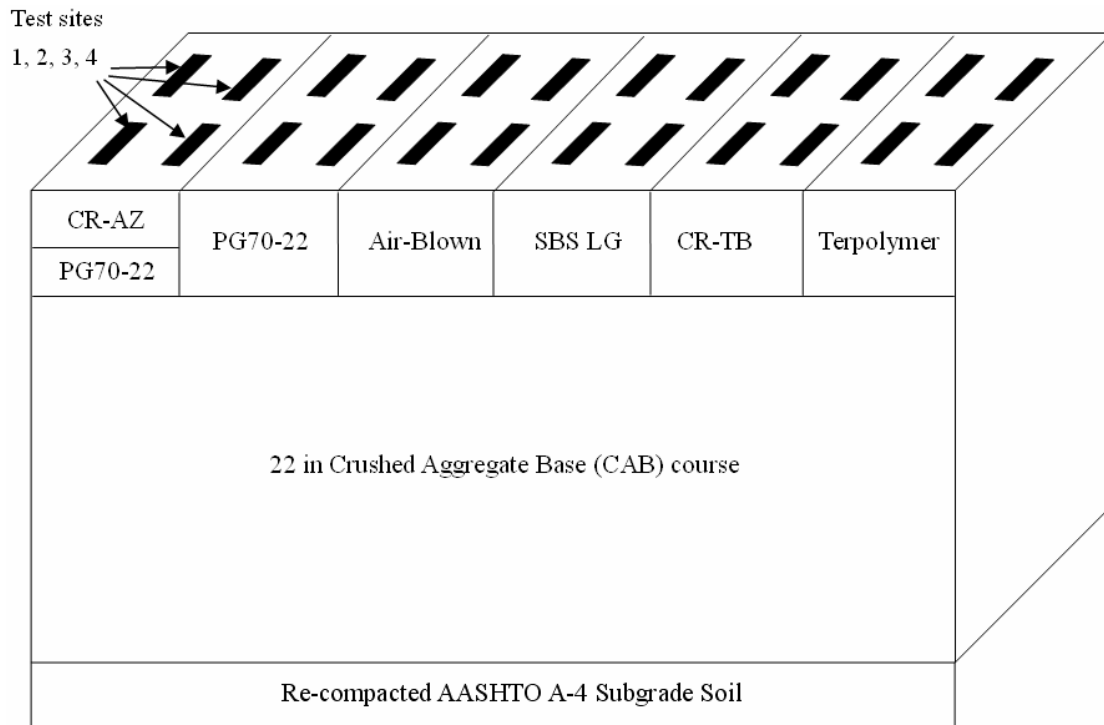 Test sites
1, 2, 3, 4
CR-AZ
PG70-22
PG70-22
Air-Blown
SBS LG
CR-TB
Terpolymer
22 in Crushed Aggregate Base (CAB) course
Re-compacted AASHTO A-4 Subgrade Soil